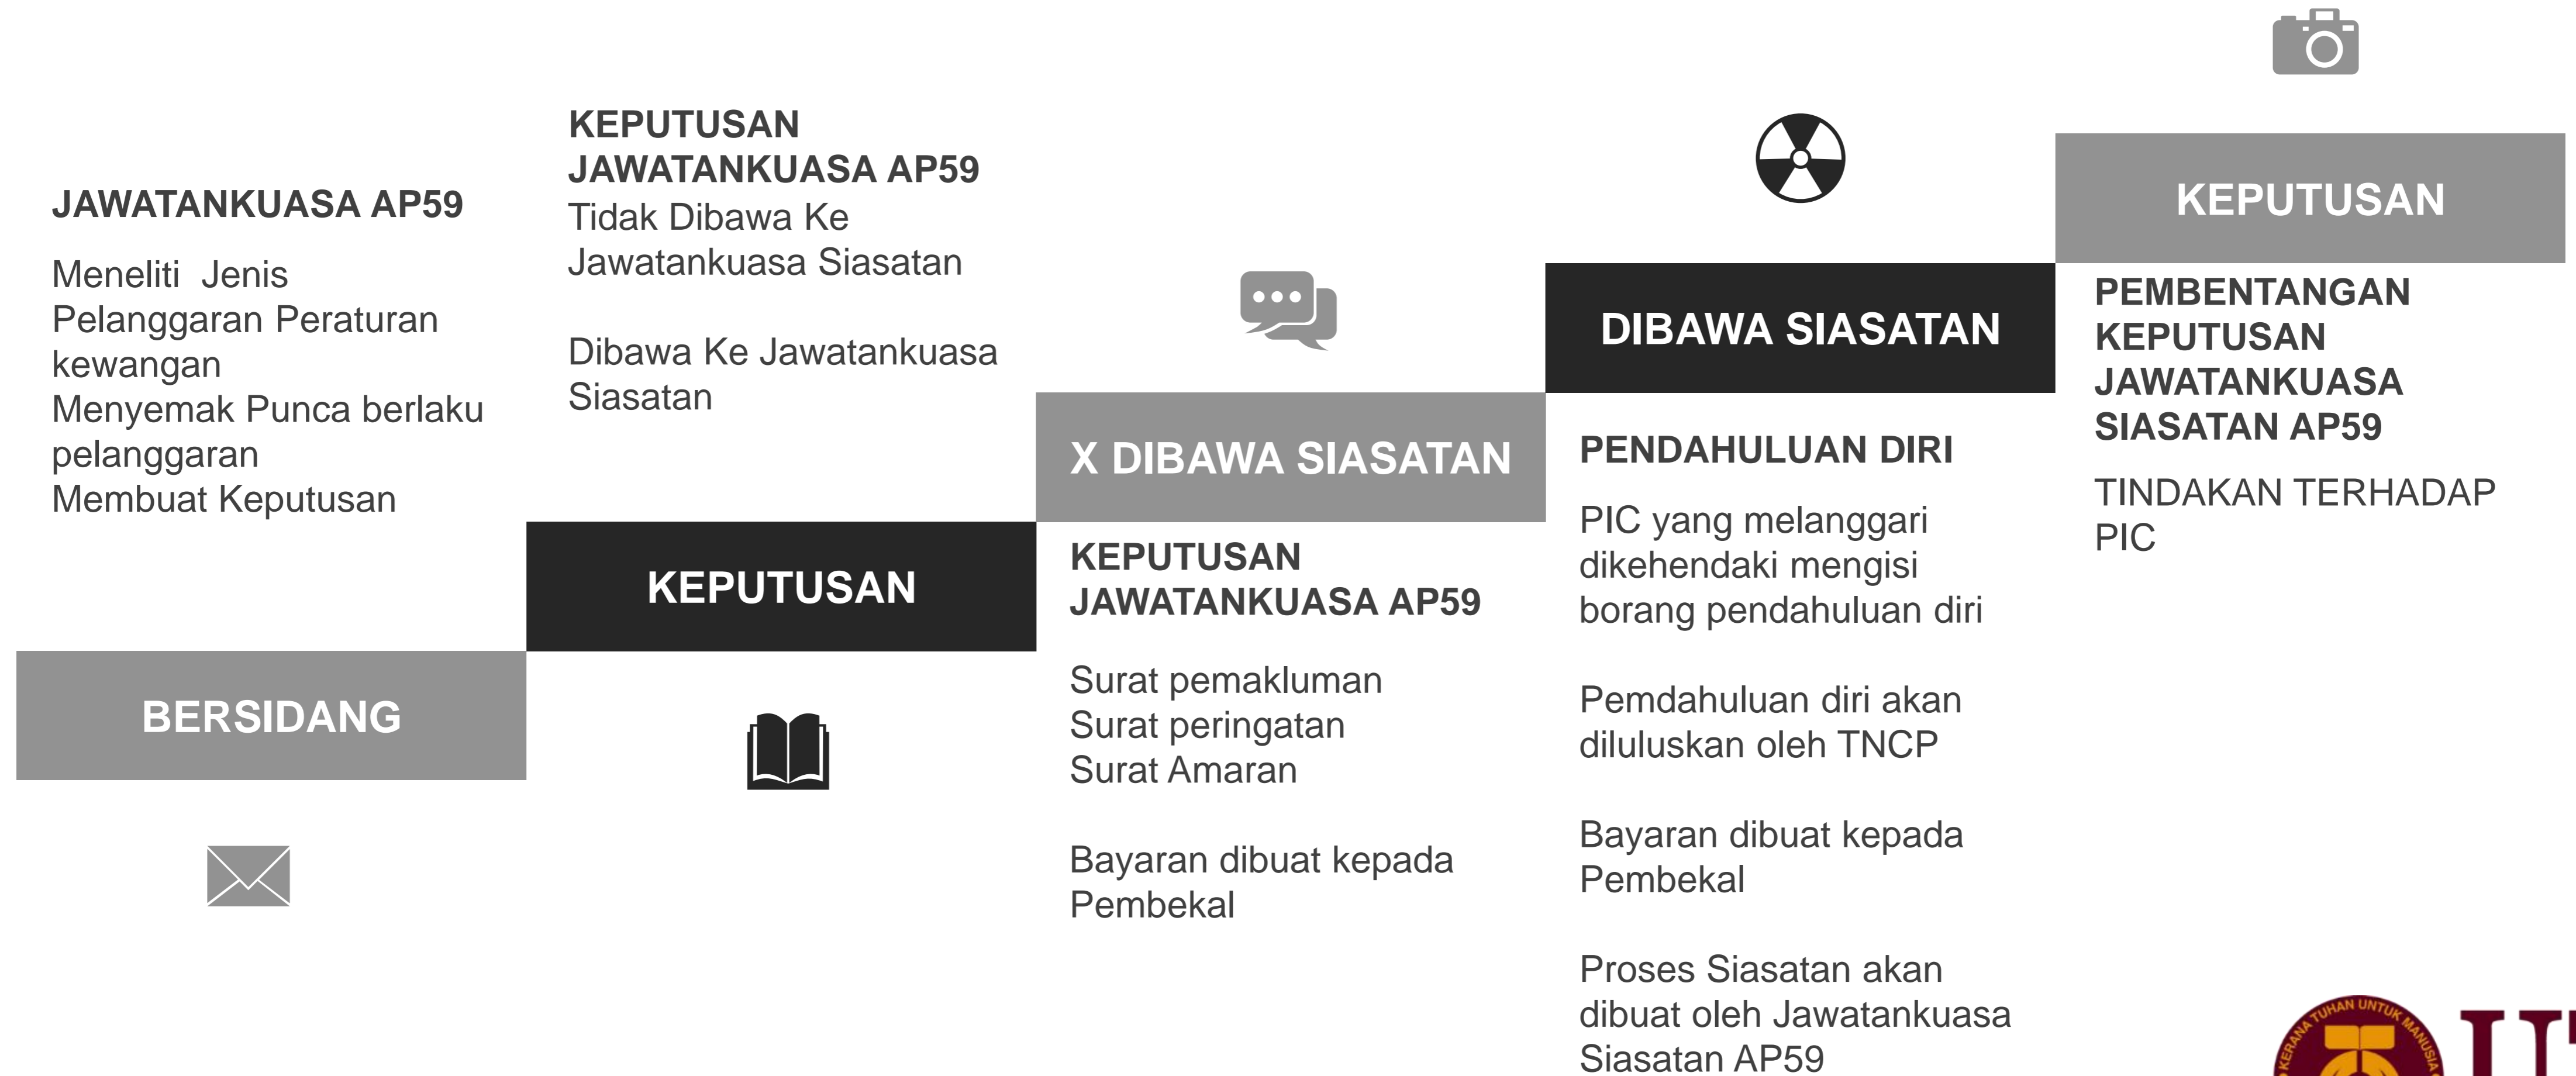 JAWATANKUASA AP59
Meneliti  Jenis
Pelanggaran Peraturan
kewangan
Menyemak Punca berlaku
pelanggaran
Membuat Keputusan
BERSIDANG
KEPUTUSAN
JAWATANKUASA AP59
Tidak Dibawa Ke
Jawatankuasa Siasatan
Dibawa Ke Jawatankuasa
Siasatan
KEPUTUSAN
X DIBAWA SIASATAN
KEPUTUSAN
JAWATANKUASA AP59
Surat pemakluman
Surat peringatan
Surat Amaran
Bayaran dibuat kepada
Pembekal
DIBAWA SIASATAN
PENDAHULUAN DIRI
PIC yang melanggari
dikehendaki mengisi
borang pendahuluan diri
Pemdahuluan diri akan
diluluskan oleh TNCP
Bayaran dibuat kepada
Pembekal
Proses Siasatan akan
dibuat oleh Jawatankuasa
Siasatan AP59
KEPUTUSAN
PEMBENTANGAN
KEPUTUSAN
JAWATANKUASA
SIASATAN AP59
TINDAKAN TERHADAP
PIC
KERANA TUHAN UNTUK MANUSIA